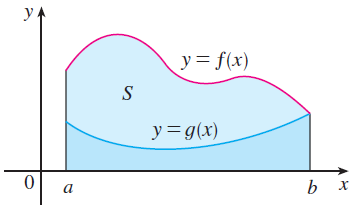 y
y = f(x)
S
y = g(x)
0 a b x